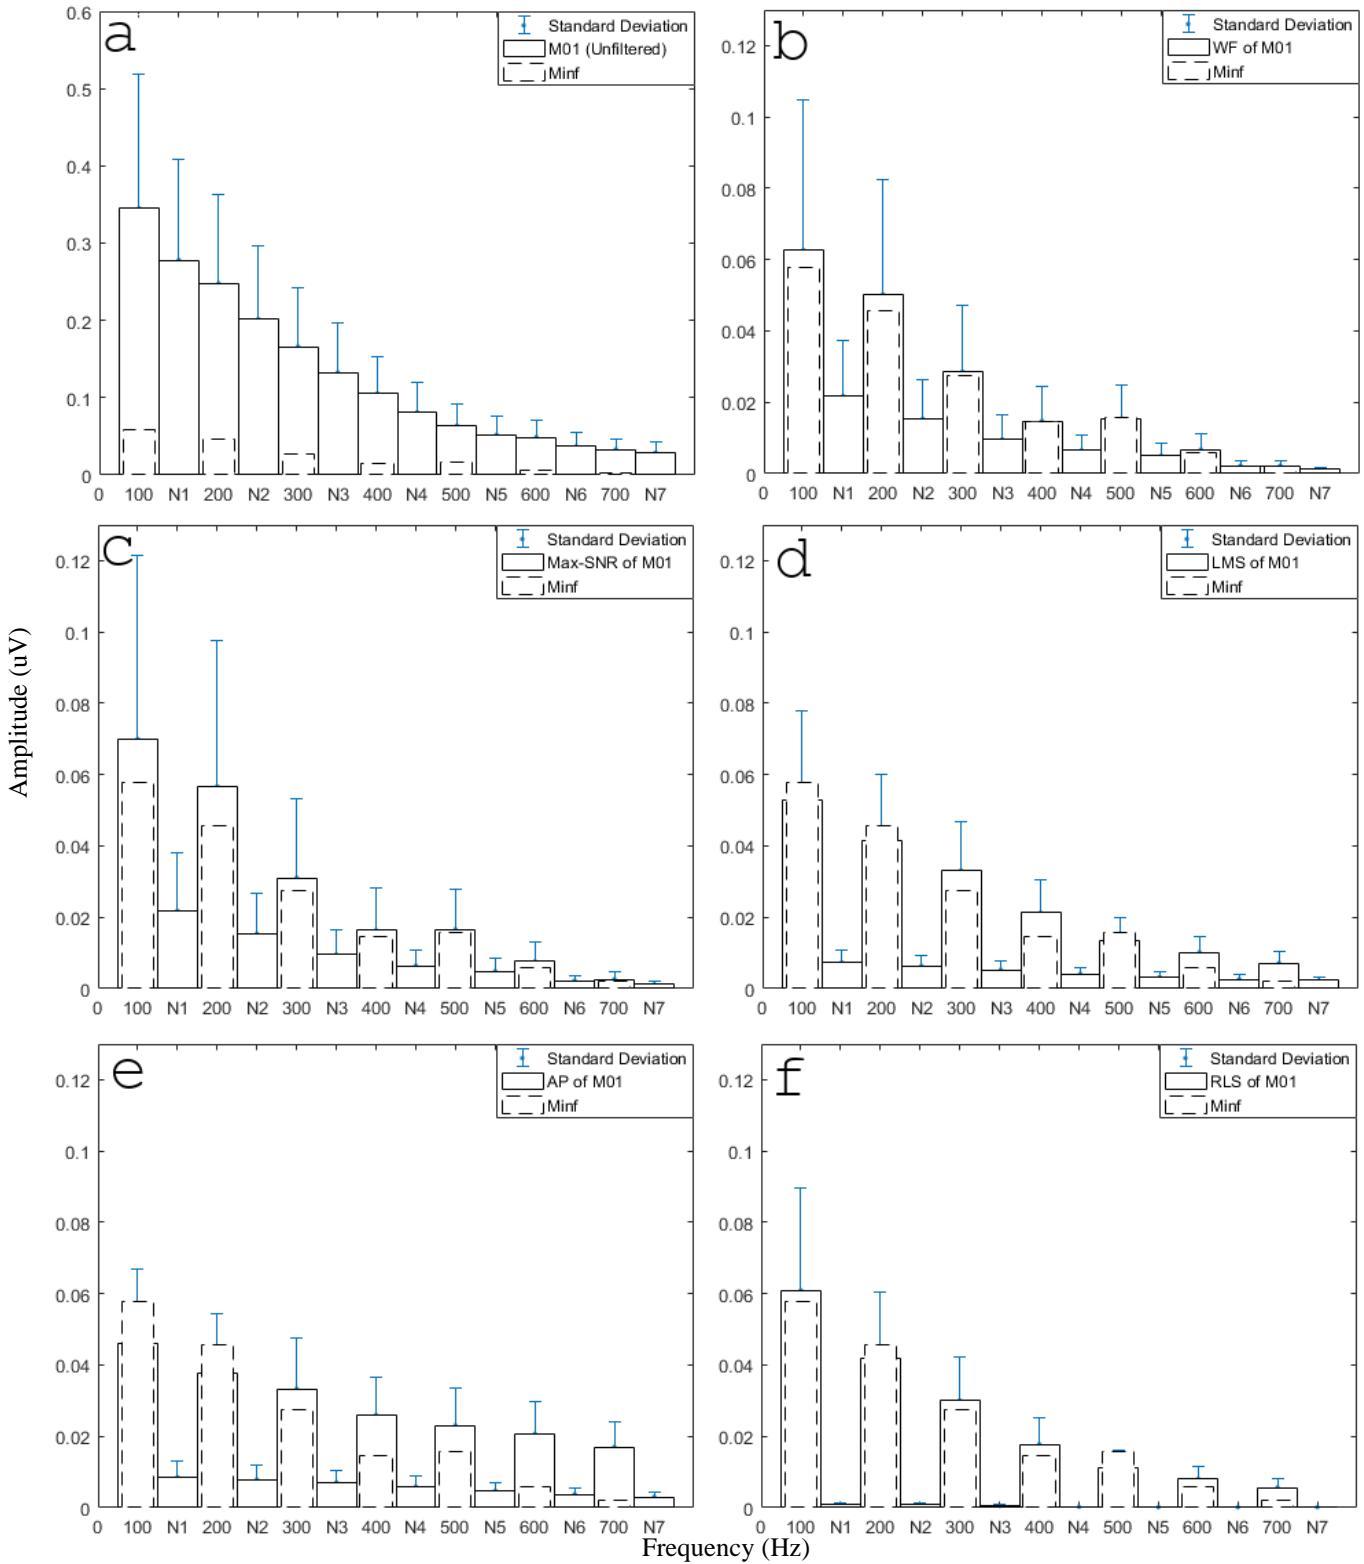 a
Standard Deviation
M01 (Unfiltered)
Minf
0.6
0.5
0.4
0.3
0.2
0.1
0
0 100 N1 200 N2 300 N3 400 N4 500 N5 600 N6 700 N7
b
Standard Deviation
WF of M01
Minf
0.12
0.1
0.08
0.06
0.04
0.02
0
0 100 N1 200 N2 300 N3 400 N4 500 N5 600 N6 700 N7
c
Standard Deviation
Max-SNR of M01
Minf
0.12
0.1
0.08
0.06
0.04
0.02
0
0 100 N1 200 N2 300 N3 400 N4 500 N5 600 N6 700 N7
d
Standard Deviation
LMS of M01
Minf
0.12
0.1
0.08
0.06
0.04
0.02
0
0 100 N1 200 N2 300 N3 400 N4 500 N5 600 N6 700 N7
Amplitude (uV)
e
Standard Deviation
AP of M01
Minf
0.12
0.1
0.08
0.06
0.04
0.02
0
0 100 N1 200 N2 300 N3 400 N4 500 N5 600 N6 700 N7
f
Standard Deviation
RLS of M01
Minf
0.12
0.1
0.08
0.06
0.04
0.02
0
0 100 N1 200 N2 300 N3 400 N4 500 N5 600 N6 700 N7
Frequency (Hz)